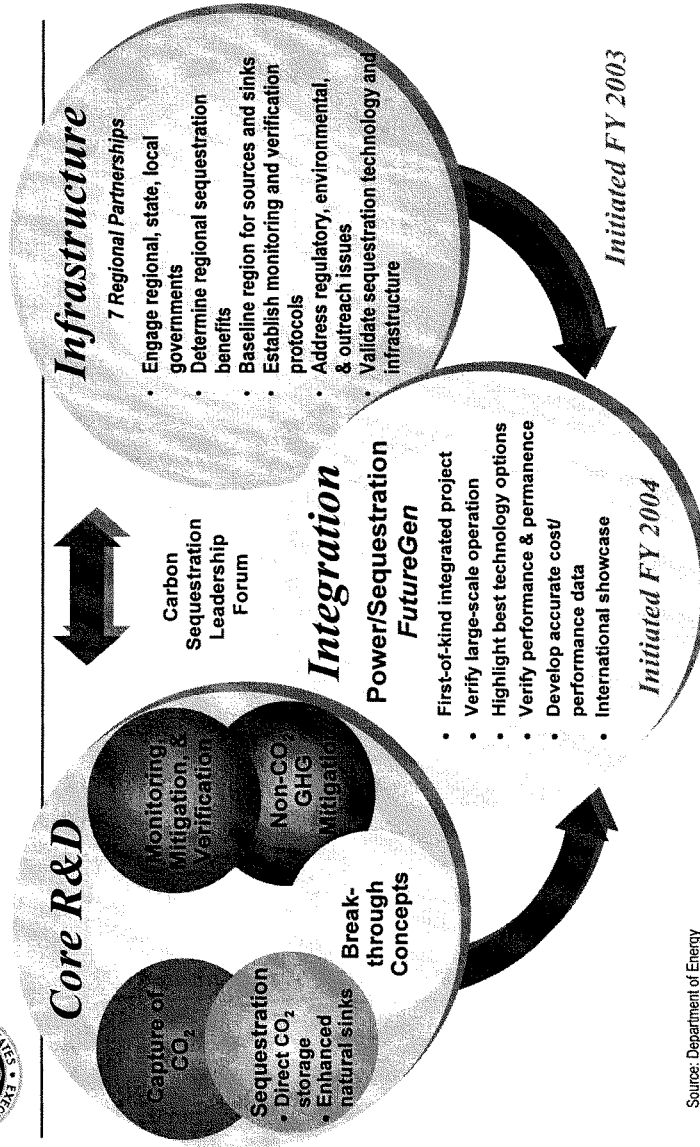 Core R&D
Capture of
CO₂
Sequestration
• Direct CO₂
storage
• Enhanced
natural sinks
Monitoring,
Mitigation, &
Verification
Non-CO₂
GHG
Mitigation
Break-
through
Concepts
Carbon
Sequestration
Leadership
Forum
Infrastructure
7 Regional Partnerships
• Engage regional, state, local
governments
• Determine regional sequestration
benefits
• Baseline region for sources and sinks
• Establish monitoring and verification
protocols
• Address regulatory, environmental,
& outreach issues
• Validate sequestration technology and
infrastructure
Initiated FY 2003
Integration
Power/Sequestration
FutureGen
• First-of-kind integrated project
• Verify large-scale operation
• Highlight best technology options
• Verify performance & permanence
• Develop accurate cost/
performance data
• International showcase
Initiated FY 2004
Source: Department of Energy